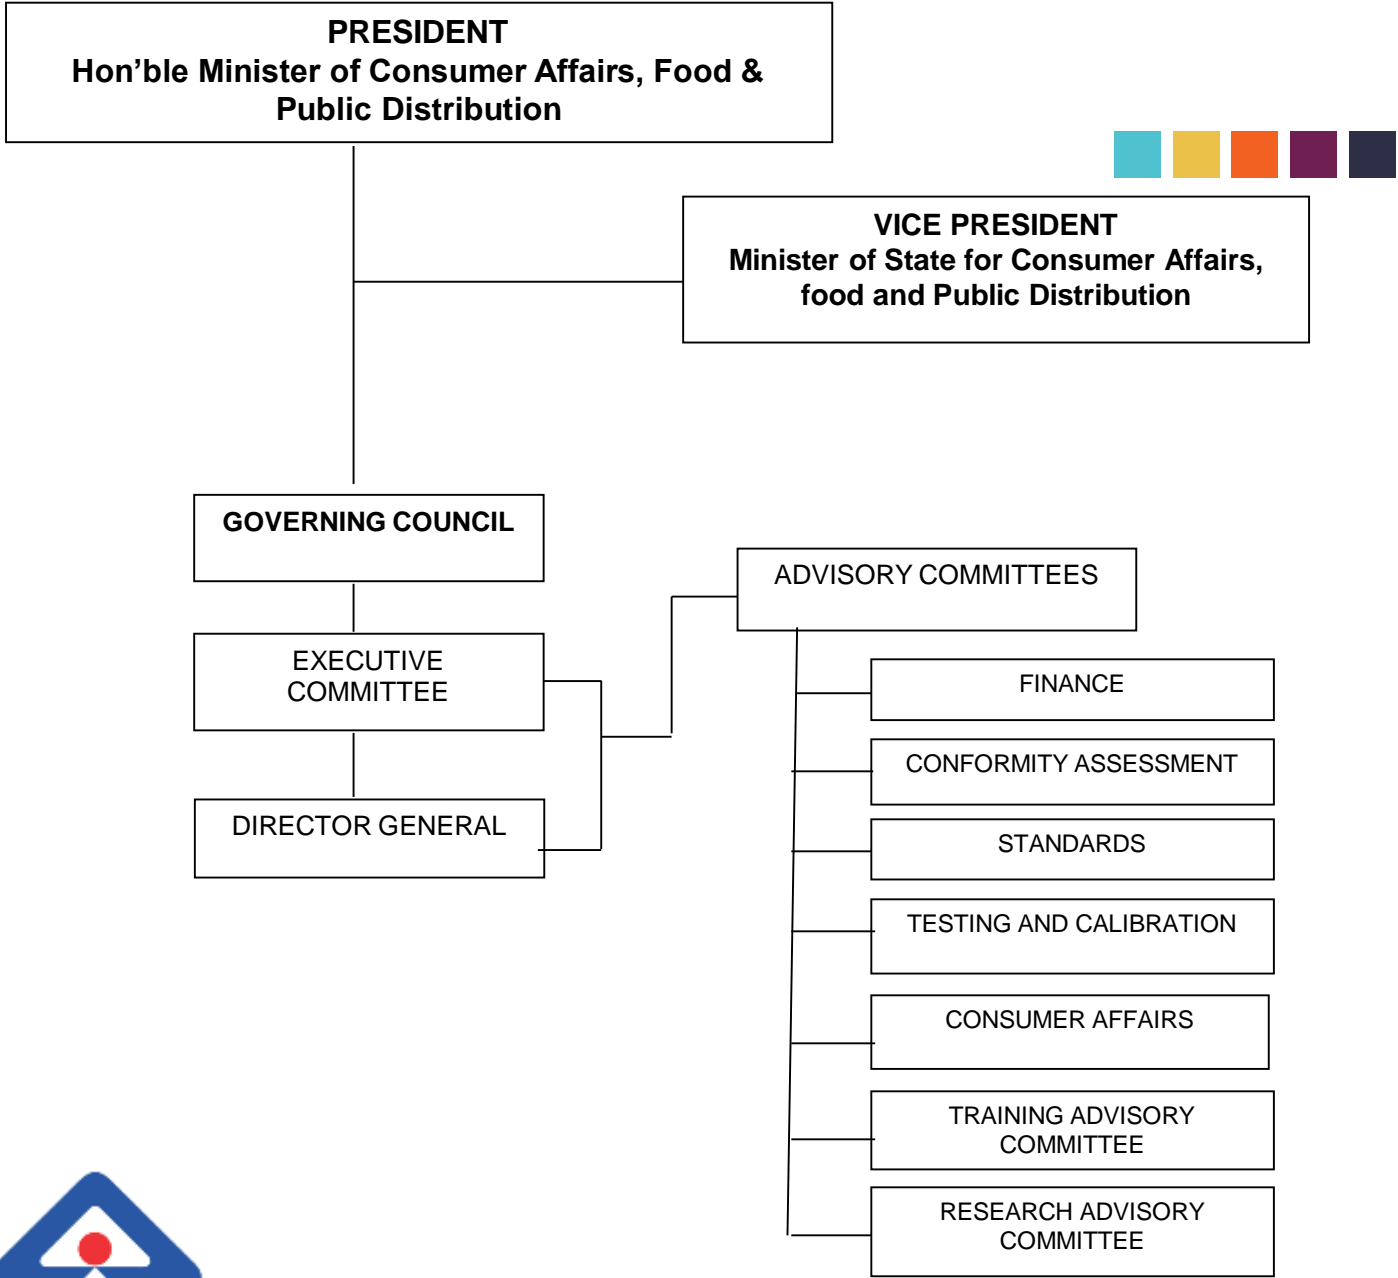 PRESIDENT
Hon’ble Minister of Consumer Affairs, Food &
Public Distribution
VICE PRESIDENT
Minister of State for Consumer Affairs,
food and Public Distribution
GOVERNING COUNCIL
EXECUTIVE
COMMITTEE
DIRECTOR GENERAL
ADVISORY COMMITTEES
FINANCE
CONFORMITY ASSESSMENT
STANDARDS
TESTING AND CALIBRATION
CONSUMER AFFAIRS
TRAINING ADVISORY
COMMITTEE
RESEARCH ADVISORY
COMMITTEE